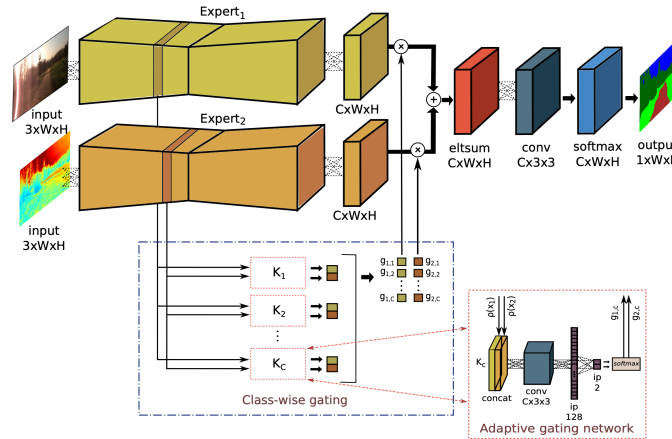 Expert1
input
3xWxH
CxWxH
Expert2
input
3xWxH
CxWxH
eltsum
CxWxH
conv
Cx3x3
softmax
CxWxH
output
1xWxH
K1
K2
⋮
KC
g1,1
g1,2
⋮
g1,C
g2,1
g2,2
⋮
g2,C
Class-wise gating
ρ(x1)
ρ(x2)
Kc
concat
conv
Cx3x3
ip
128
ip
2
softmax
g1,c
g2,c
Adaptive gating network